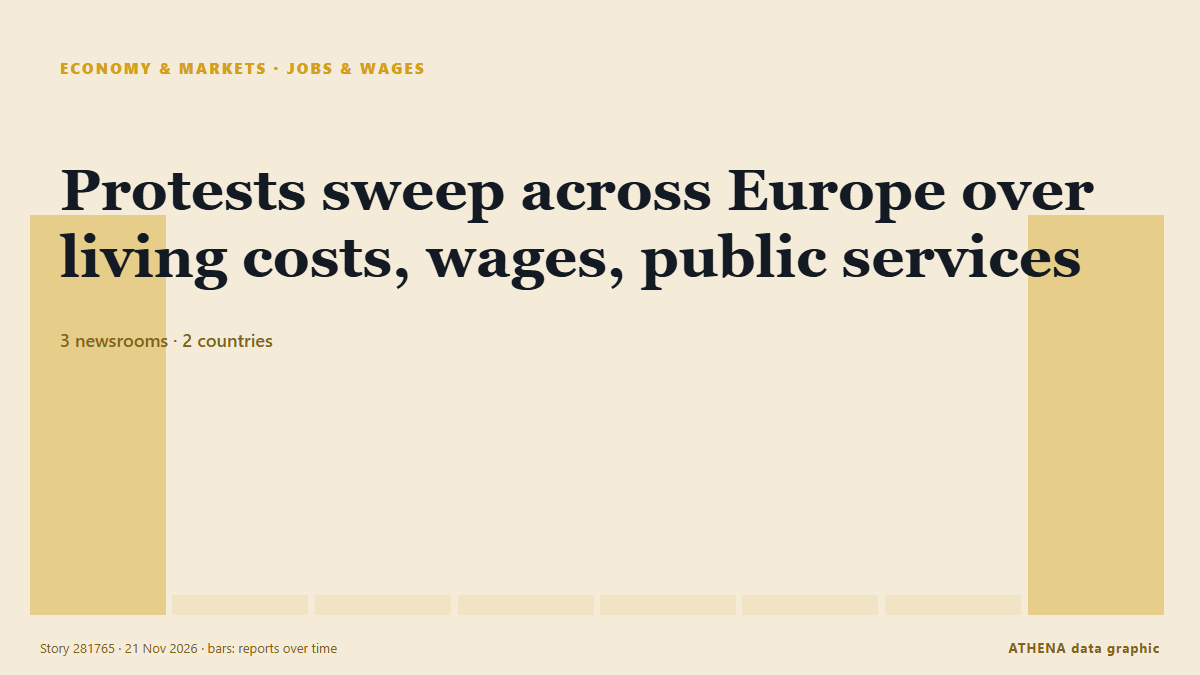 ECONOMY & MARKETS · JOBS & WAGES
Protests sweep across Europe over
living costs, wages, public services
3 newsrooms · 2 countries
Story 281765 · 21 Nov 2026 · bars: reports over time
ATHENA data graphic